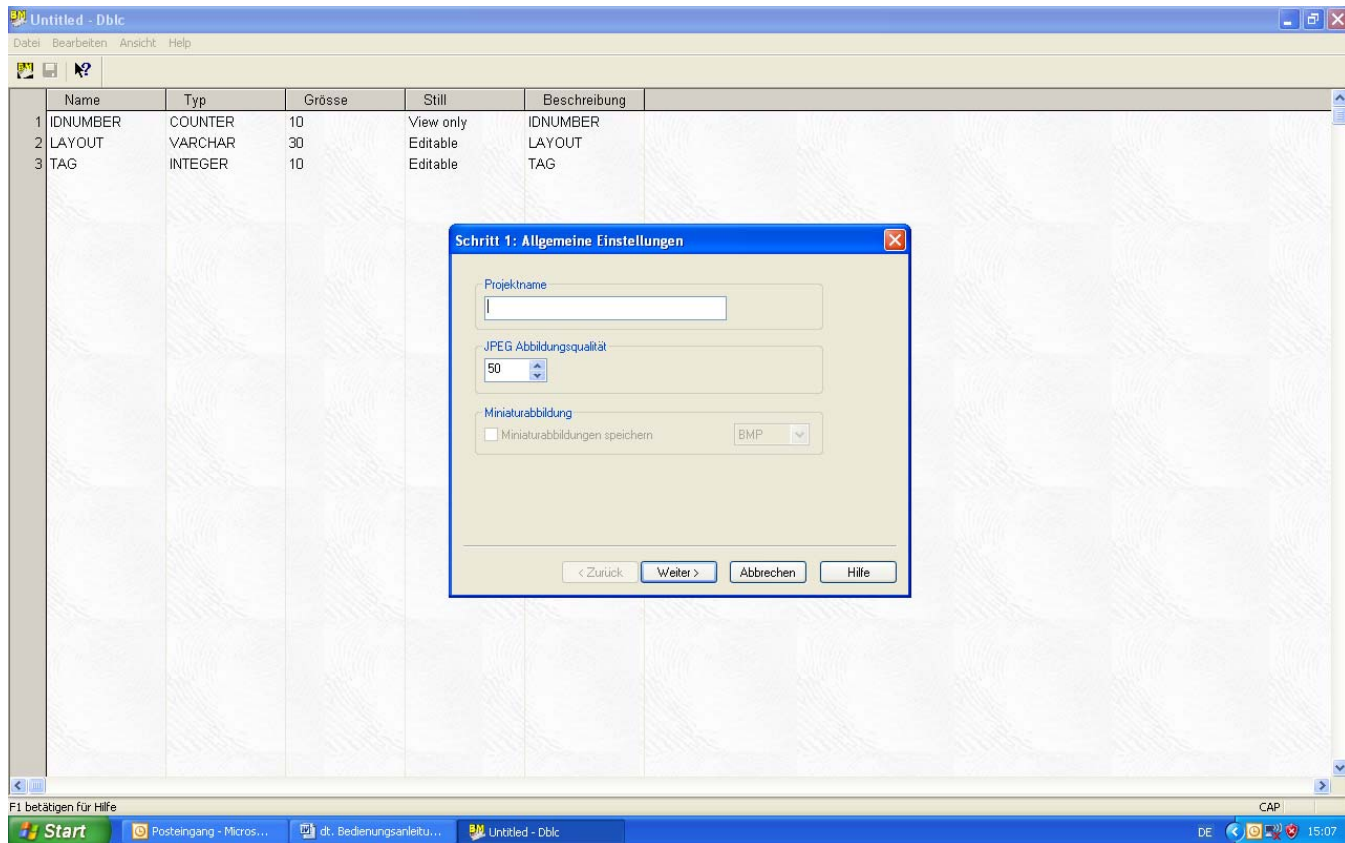 Untitled - Dblc
Datei Bearbeiten Ansicht Help
Name Typ Grösse Still Beschreibung
1 IDNUMBER COUNTER 10 View only IDNUMBER
2 LAYOUT VARCHAR 30 Editable LAYOUT
3 TAG INTEGER 10 Editable TAG
Schritt 1: Allgemeine Einstellungen
Projektname
JPEG Abbildungsqualität
50
Miniaturabbildung
Miniaturabbildungen speichern BMP
< Zurück Weiter > Abbrechen Hilfe
F1 betätigen für Hilfe CAP
Start Posteingang - Micros... dt. Bedienungsanleitu... Untitled - Dblc DE 15:07